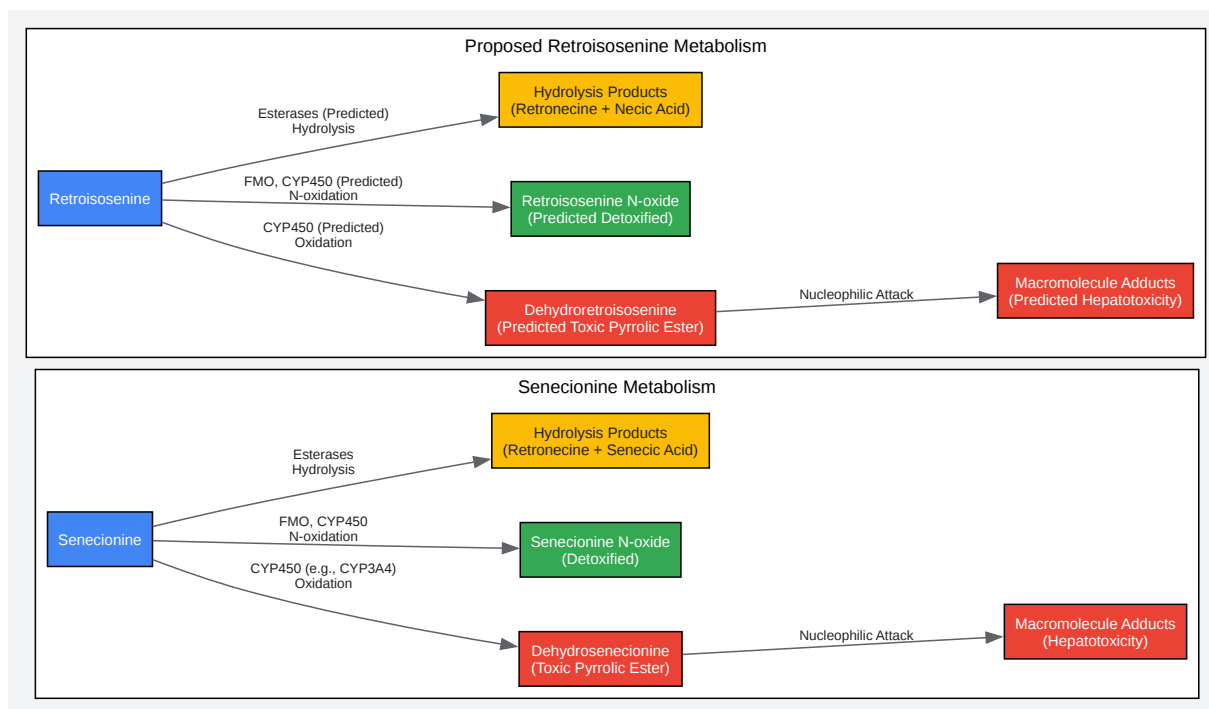 Proposed Retroisosenine Metabolism
Hydrolysis Products
(Retronecine + Necic Acid)
Esterases (Predicted)
Hydrolysis
Retroisosenine
FMO, CYP450 (Predicted)
N-oxidation
Retroisosenine N-oxide
(Predicted Detoxified)
CYP450 (Predicted)
Oxidation
Dehydroretroisosenine
(Predicted Toxic Pyrrolic Ester)
Nucleophilic Attack
Macromolecule Adducts
(Predicted Hepatotoxicity)
Senecionine Metabolism
Hydrolysis Products
(Retronecine + Senecic Acid)
Esterases
Hydrolysis
Senecionine
FMO, CYP450
N-oxidation
Senecionine N-oxide
(Detoxified)
CYP450 (e.g., CYP3A4)
Oxidation
Dehydrosenecionine
(Toxic Pyrrolic Ester)
Nucleophilic Attack
Macromolecule Adducts
(Hepatotoxicity)